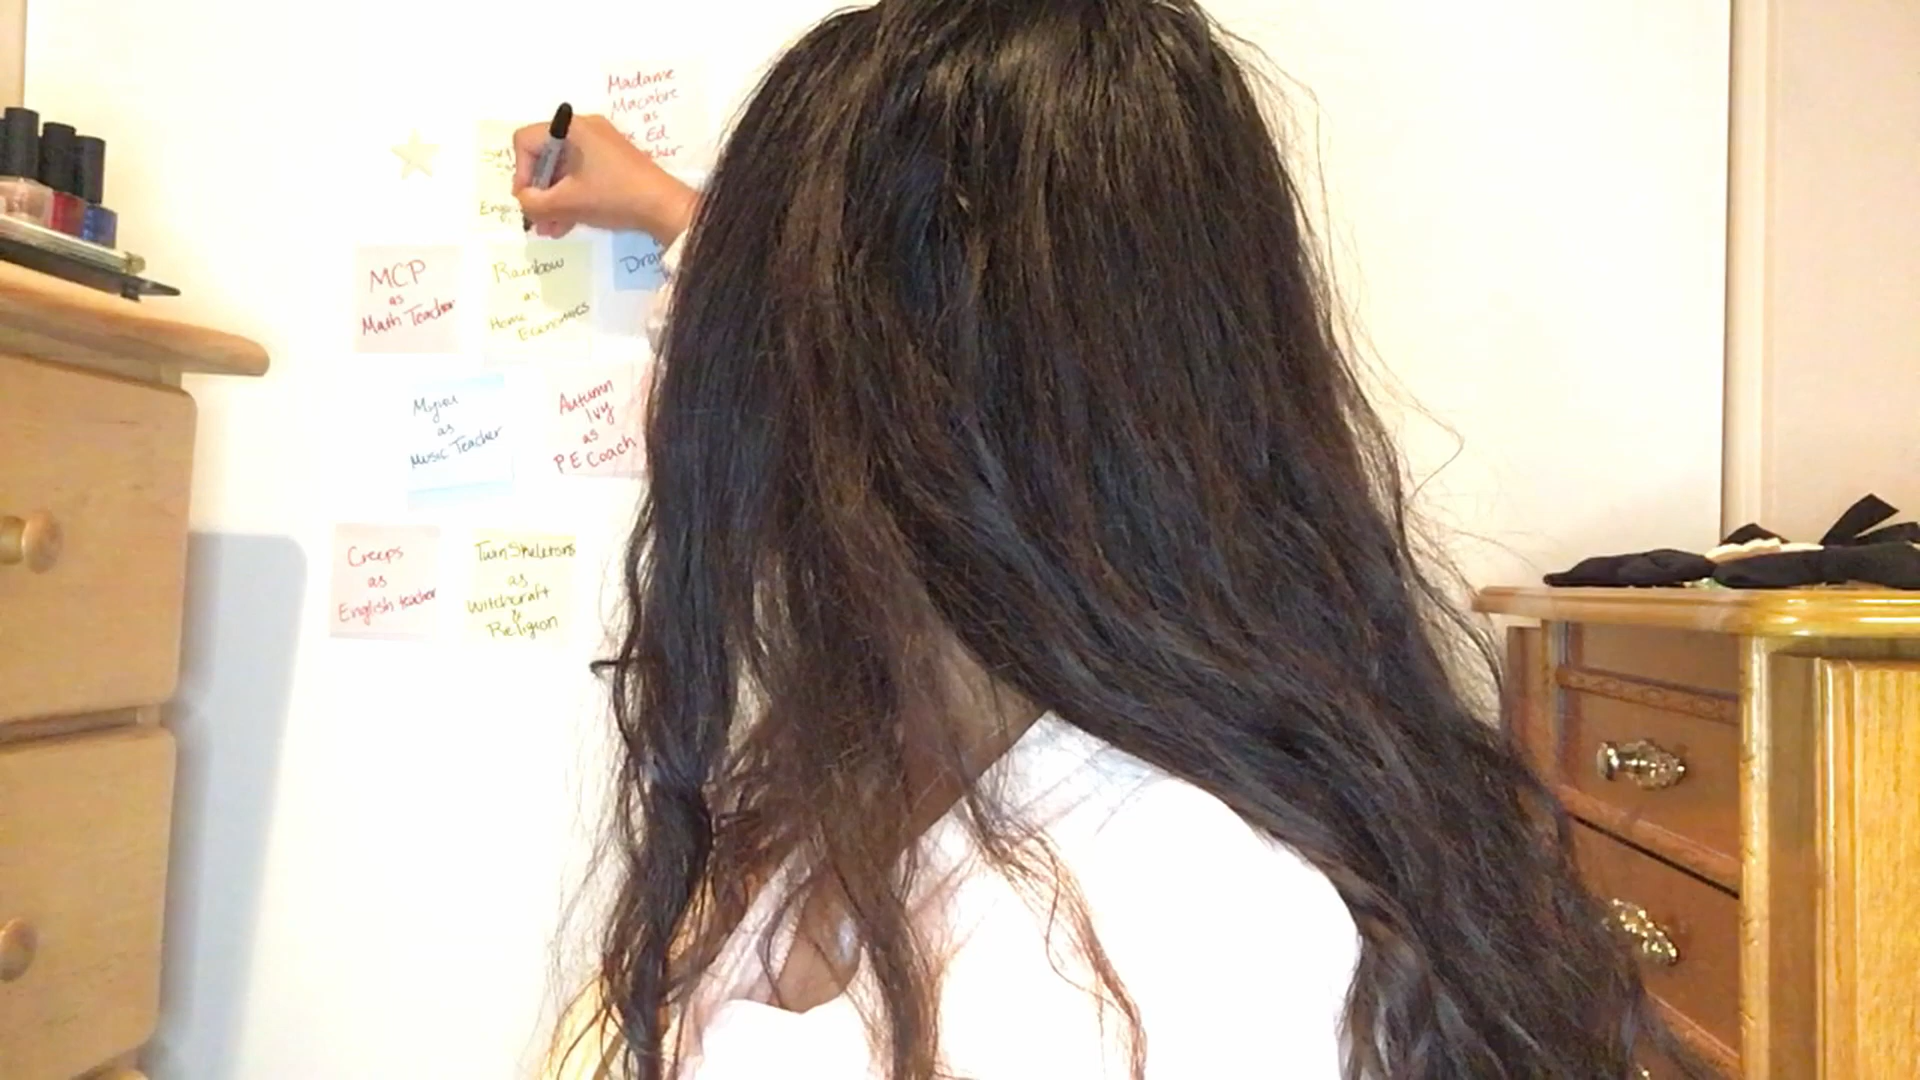 Madame
Macabre
as
Ed
MCP
as
Math Teacher
Rainbow
as
Home
Economics
as
Music Teacher
Autumn
Ivy
as
PE Coach
Creeps
as
English teacher
Twin Skeletons
as
Witchcraft
&
Religion